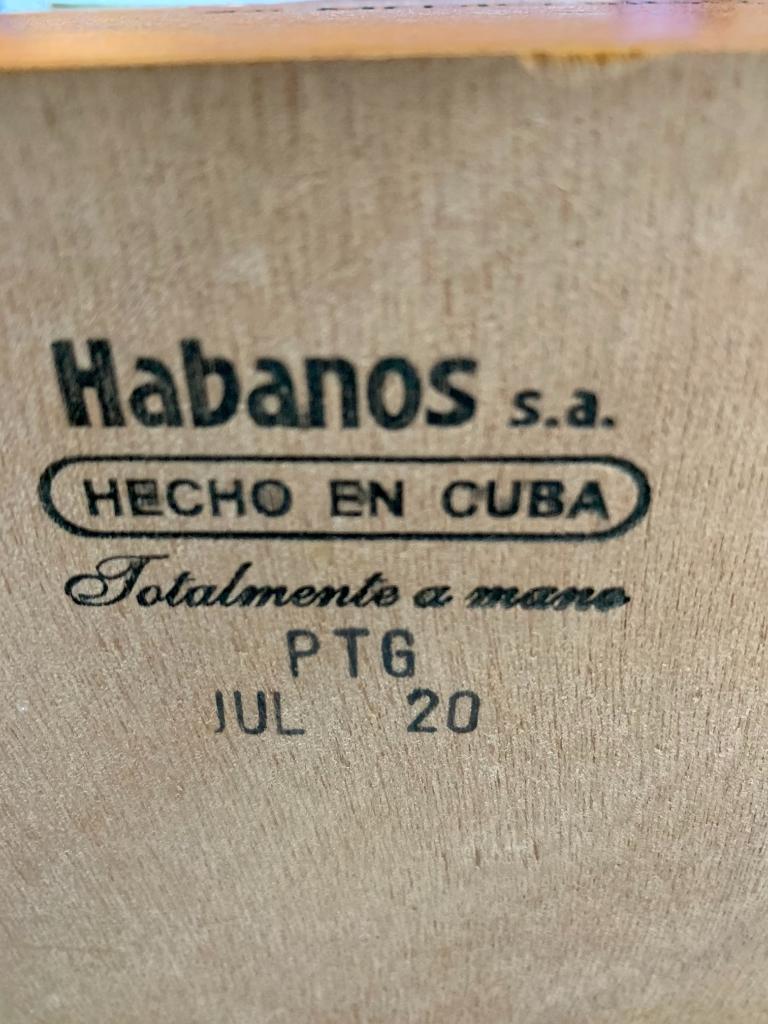 Habanos s.a.
HECHO EN CUBA
Totalmente a mano
PTG
JUL 20